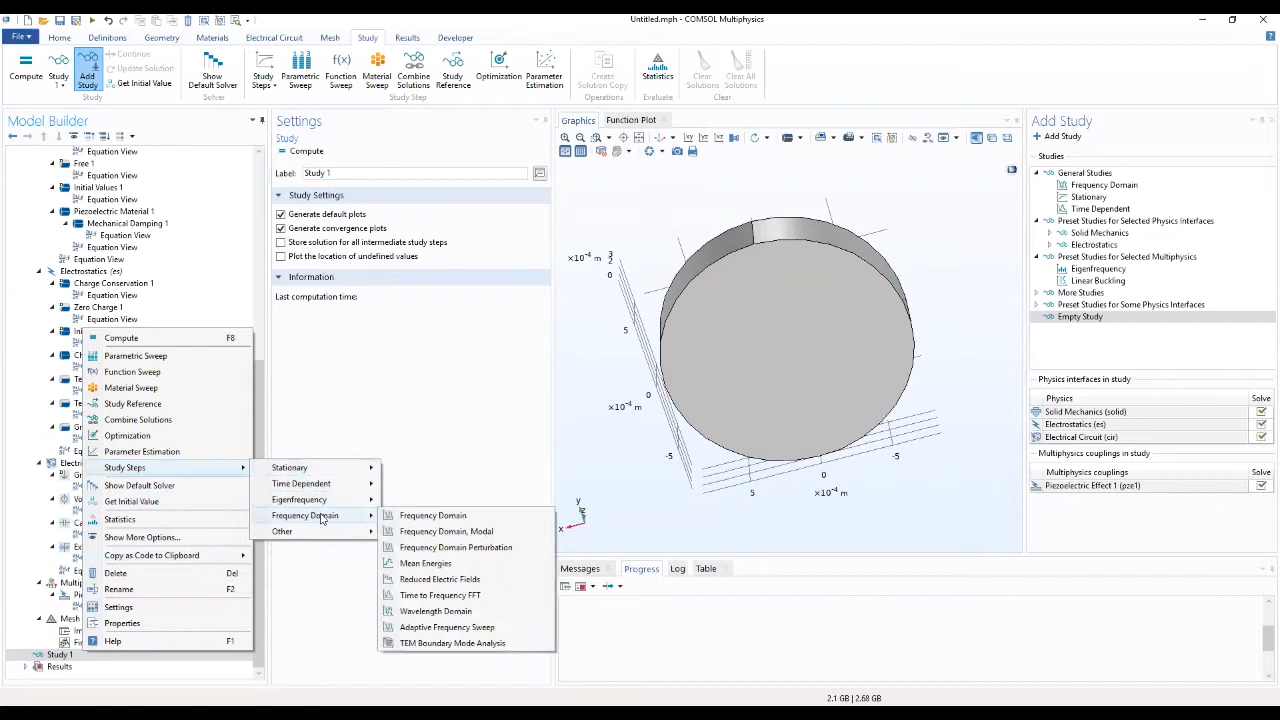 Untitled.mph - COMSOL Multiphysics
File Home Definitions Geometry Materials Electrical Circuit Mesh Study Results Developer
Compute
Study 1
Add Study
Continue
Update Solution
Get Initial Value
Study
Show Default Solver
Solver
Study Steps
Parametric Sweep
Function Sweep
Material Sweep
Combine Solutions
Study Reference
Optimization
Parameter Estimation
Study Step
Create Solution Copy
Operations
Statistics
Evaluate
Clear Solutions
Clear All Solutions
Clear
Model Builder
Equation View
Free 1
Equation View
Initial Values 1
Equation View
Piezoelectric Material 1
Mechanical Damping 1
Equation View
Equation View
Electrostatics (es)
Charge Conservation 1
Equation View
Zero Charge 1
Equation View
Study 1
Results
Compute F8
Parametric Sweep
Function Sweep
Material Sweep
Study Reference
Combine Solutions
Optimization
Parameter Estimation
Study Steps
Show Default Solver
Get Initial Value
Statistics
Show More Options...
Copy as Code to Clipboard
Delete Del
Rename F2
Settings
Properties
Help F1
Stationary
Time Dependent
Eigenfrequency
Frequency Domain
Other
Frequency Domain
Frequency Domain, Modal
Frequency Domain Perturbation
Mean Energies
Reduced Electric Fields
Time to Frequency FFT
Wavelength Domain
Adaptive Frequency Sweep
TEM Boundary Mode Analysis
Settings
Study
Compute
Label: Study 1
Study Settings
Generate default plots
Generate convergence plots
Store solution for all intermediate study steps
Plot the location of undefined values
Information
Last computation time:
Graphics Function Plot
×10⁻⁴ m
3
2
0
5
0
×10⁻⁴ m
-5
5
0
-5
×10⁻⁴ m
y
x
Messages Progress Log Table
Add Study
Add Study
Studies
General Studies
Frequency Domain
Stationary
Time Dependent
Preset Studies for Selected Physics Interfaces
Solid Mechanics
Electrostatics
Preset Studies for Selected Multiphysics
Eigenfrequency
Linear Buckling
More Studies
Preset Studies for Some Physics Interfaces
Empty Study
Physics interfaces in study
Physics Solve
Solid Mechanics (solid)
Electrostatics (es)
Electrical Circuit (cir)
Multiphysics couplings in study
Multiphysics couplings Solve
Piezoelectric Effect 1 (pze1)
2.1 GB | 2.68 GB